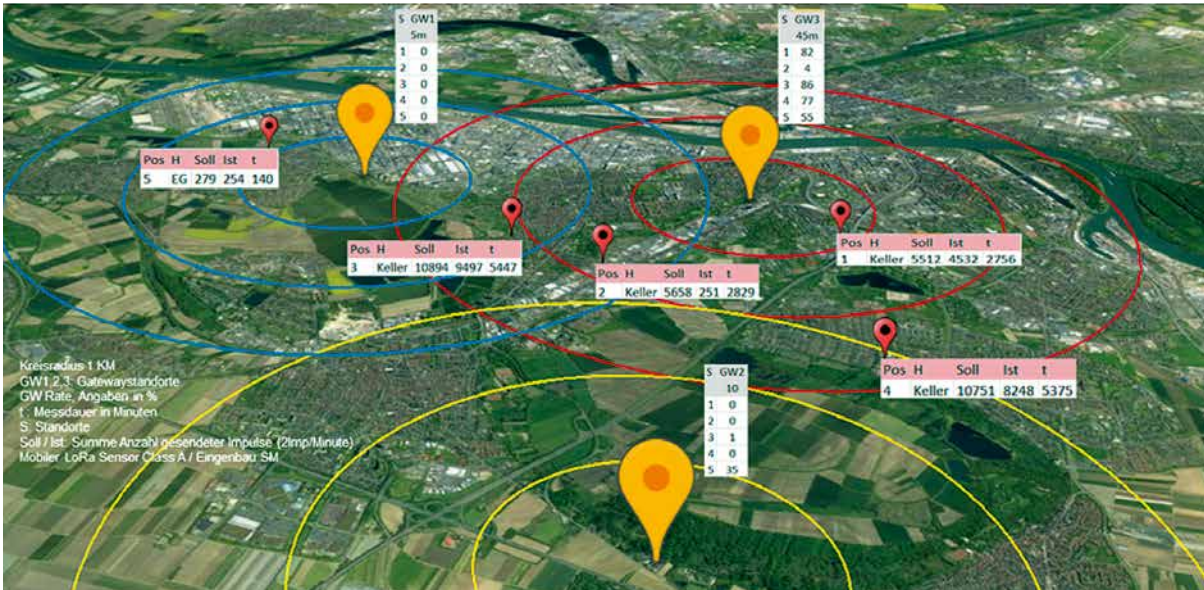 S GW1
5m
1 0
2 0
3 0
4 0
5 0
S GW3
45m
1 82
2 4
3 86
4 77
5 55
Pos H Soll Ist t
5 EG 279 254 140
Pos H Soll Ist t
3 Keller 10894 9497 5447
Pos H Soll Ist t
2 Keller 5658 251 2829
Pos H Soll Ist t
1 Keller 5512 4532 2756
Pos H Soll Ist t
4 Keller 10751 8248 5375
S GW2
10
1 0
2 0
3 1
4 0
5 35
Kreisradius 1 KM
GW1,2,3: Gatewaystandorte
GW Rate, Angaben in %
t : Messdauer in Minuten
S: Standorte
Soll / Ist: Summe Anzahl gesendeter Impulse (2Imp/Minute)
Mobiler LoRa Sensor Class A / Eingenbau SM